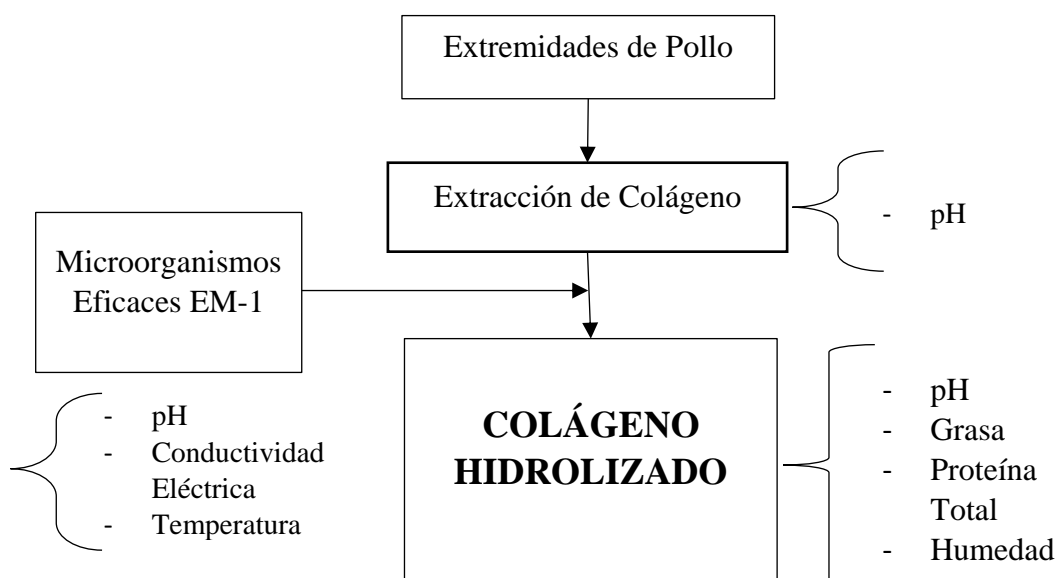 Extremidades de Pollo
Extracción de Colágeno
- pH
Microorganismos
Eficaces EM-1
- pH
- Conductividad
Eléctrica
- Temperatura
COLÁGENO
HIDROLIZADO
- pH
- Grasa
- Proteína
Total
- Humedad